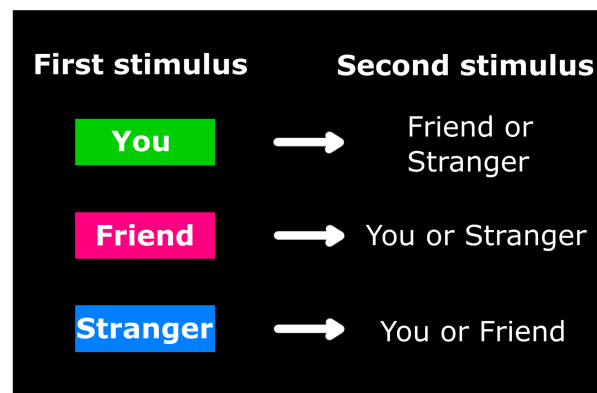 First stimulus
Second stimulus
You
Friend or
Stranger
Friend
You or Stranger
Stranger
You or Friend